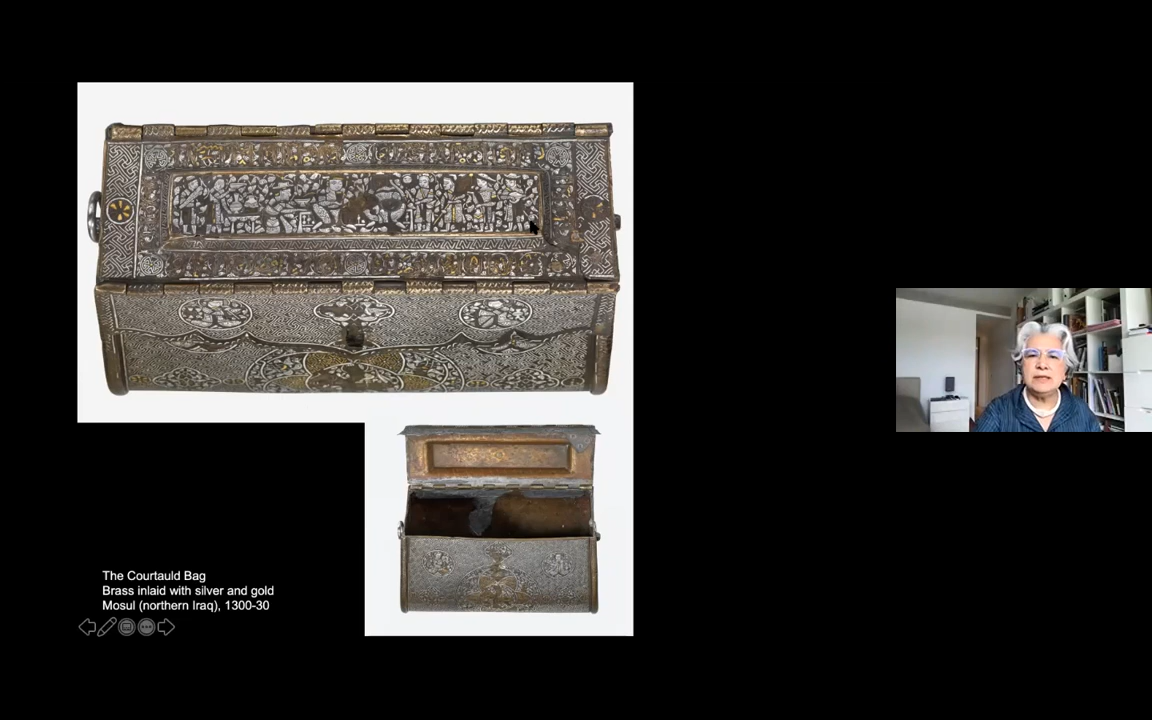 The Courtauld Bag
Brass inlaid with silver and gold
Mosul (northern Iraq), 1300-30